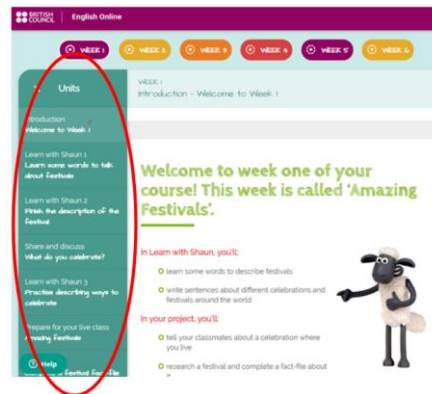 BRITISH
COUNCIL
English Online
WEEK 1
WEEK 2
WEEK 3
WEEK 4
WEEK 5
WEEK 6
Units
Introduction
Welcome to Week 1
Learn with Shaun 1
Learn some words to talk
about festivals
Learn with Shaun 2
Finish the description of the
festival
Share and discuss
What do you celebrate?
Learn with Shaun 3
Practise describing ways to
celebrate
Prepare for your live class
Amazing festivals
Help
a festival fact-file
WEEK 1
Introduction - Welcome to Week 1
Welcome to week one of your
course! This week is called 'Amazing
Festivals'.
In Learn with Shaun, you'll:
learn some words to describe festivals
write sentences about different celebrations and
festivals around the world
In your project, you'll:
tell your classmates about a celebration where
you live
research a festival and complete a fact-file about